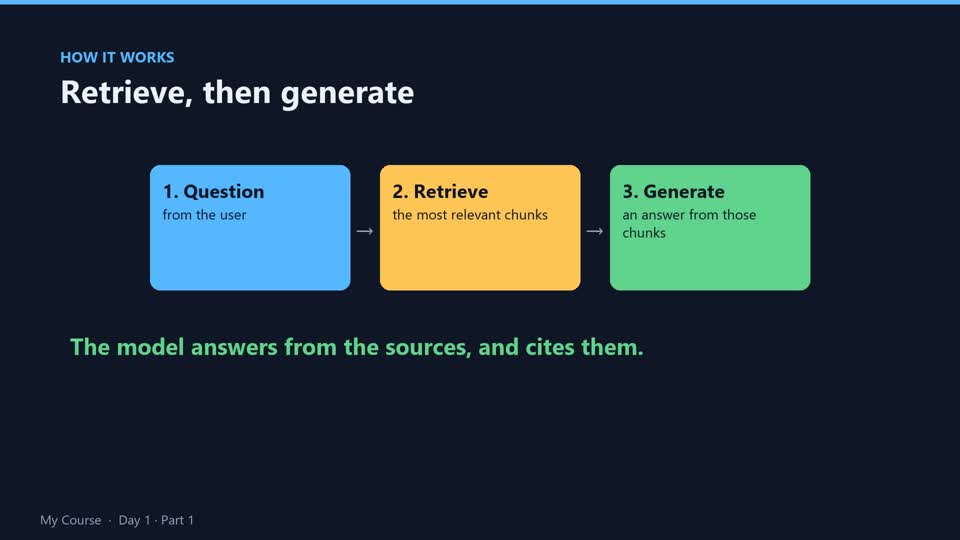 HOW IT WORKS
Retrieve, then generate
1. Question
from the user
→
2. Retrieve
the most relevant chunks
→
3. Generate
an answer from those
chunks
The model answers from the sources, and cites them.
My Course · Day 1 · Part 1